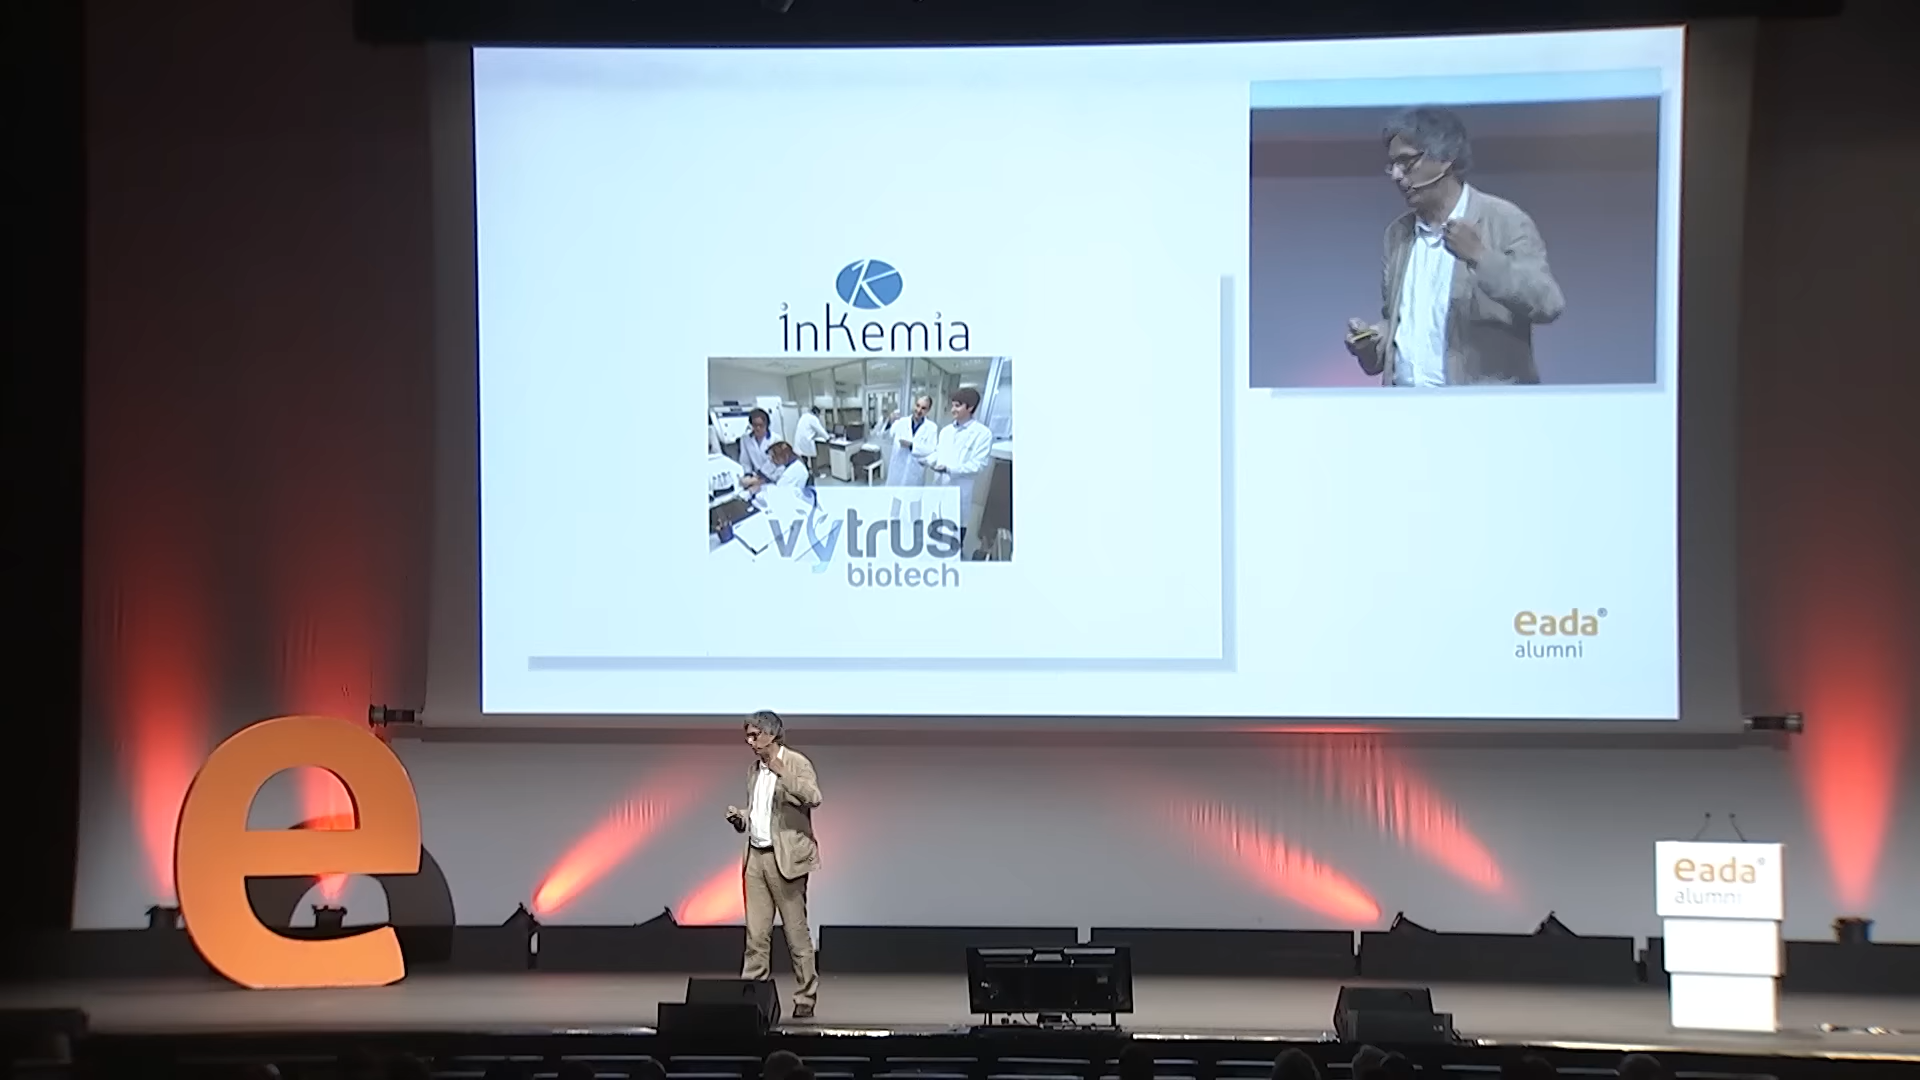 inKemia
vytrus
biotech
eada®
alumni
e
eada®
alumni